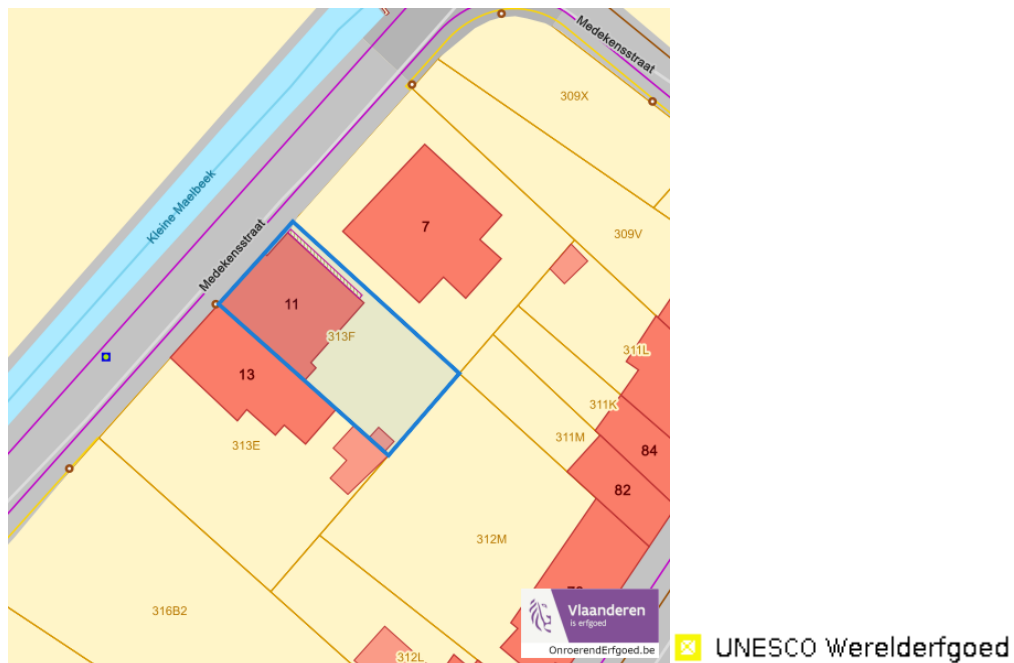 Medekensstraat
309X
Kleine Maelbeek
7
309V
Medekensstraat
11
313F
311L
13
311K
311M
313E
84
82
312M
316B2
312L
Vlaanderen
is erfgoed
OnroerendErfgoed.be
UNESCO Werelderfgoed